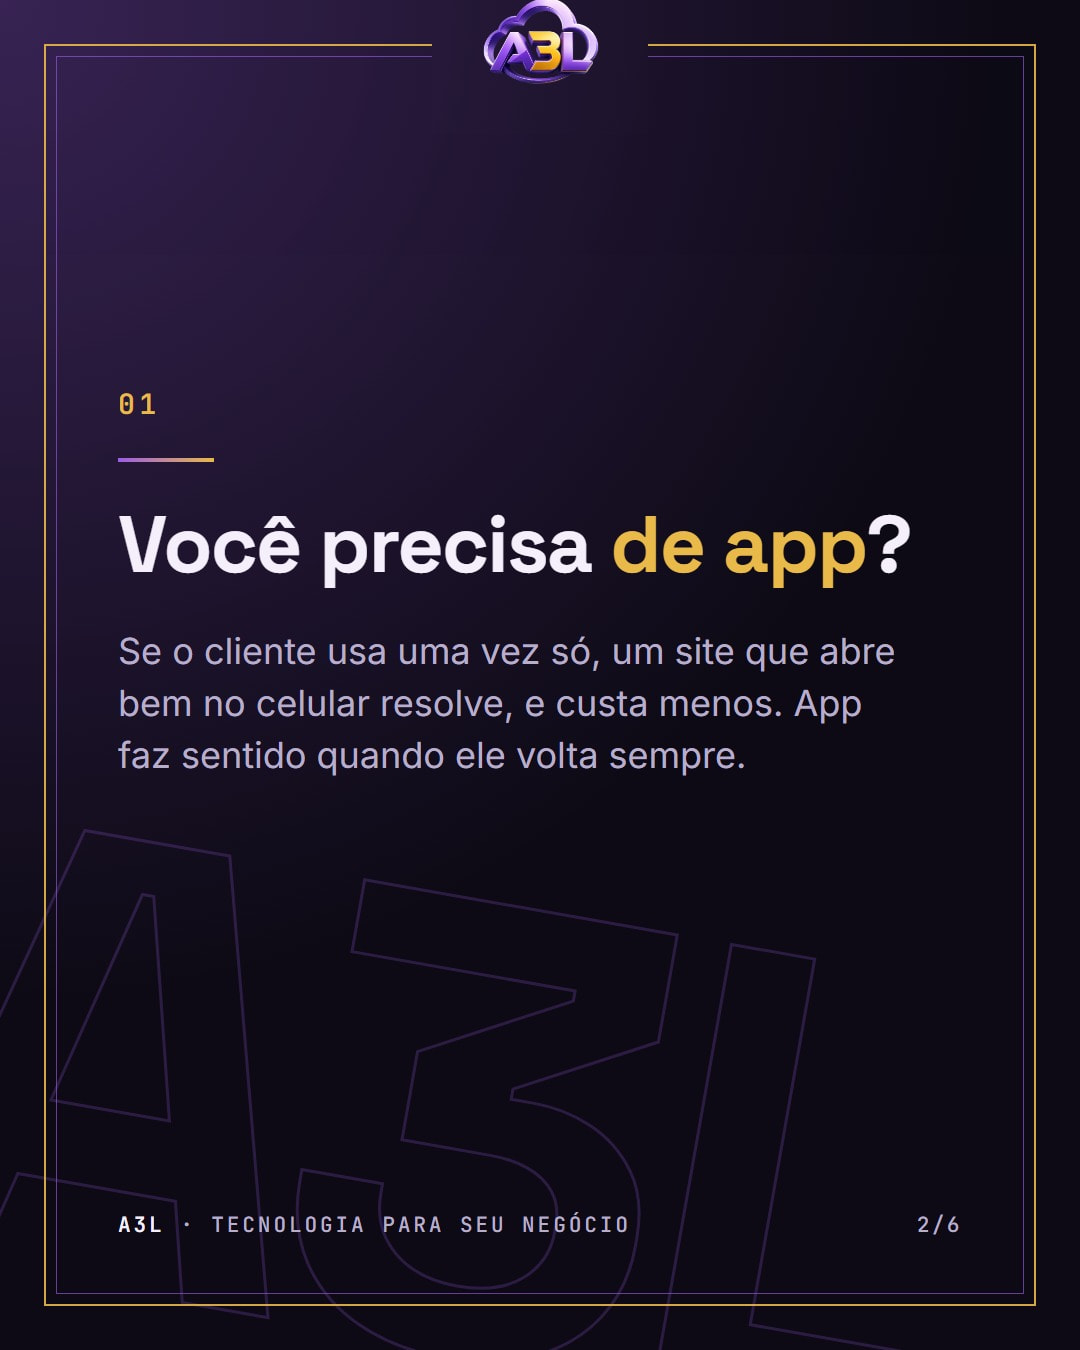 A3L
01
Você precisa de app?
Se o cliente usa uma vez só, um site que abre
bem no celular resolve, e custa menos. App
faz sentido quando ele volta sempre.
A3L
A3L · TECNOLOGIA PARA SEU NEGÓCIO
2/6